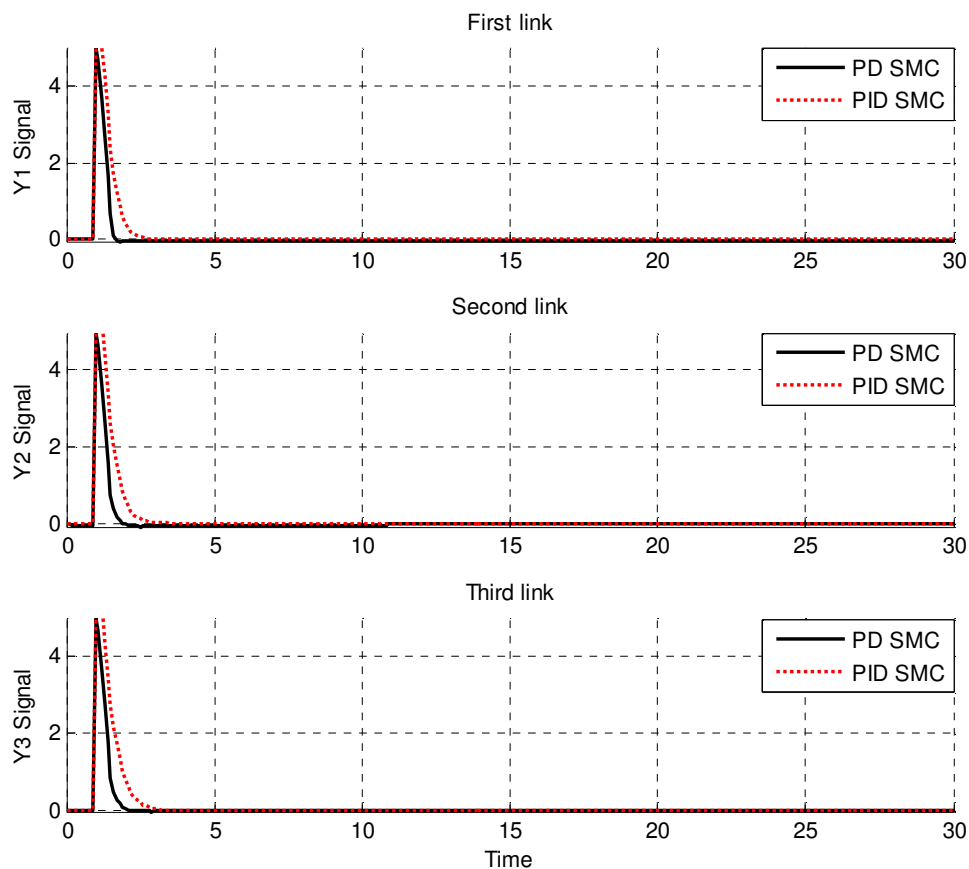 First link
Y1 Signal
4
2
0
PD SMC
PID SMC
0 5 10 15 20 25 30
Second link
Y2 Signal
4
2
0
PD SMC
PID SMC
0 5 10 15 20 25 30
Third link
Y3 Signal
4
2
0
PD SMC
PID SMC
0 5 10 15 20 25 30
Time